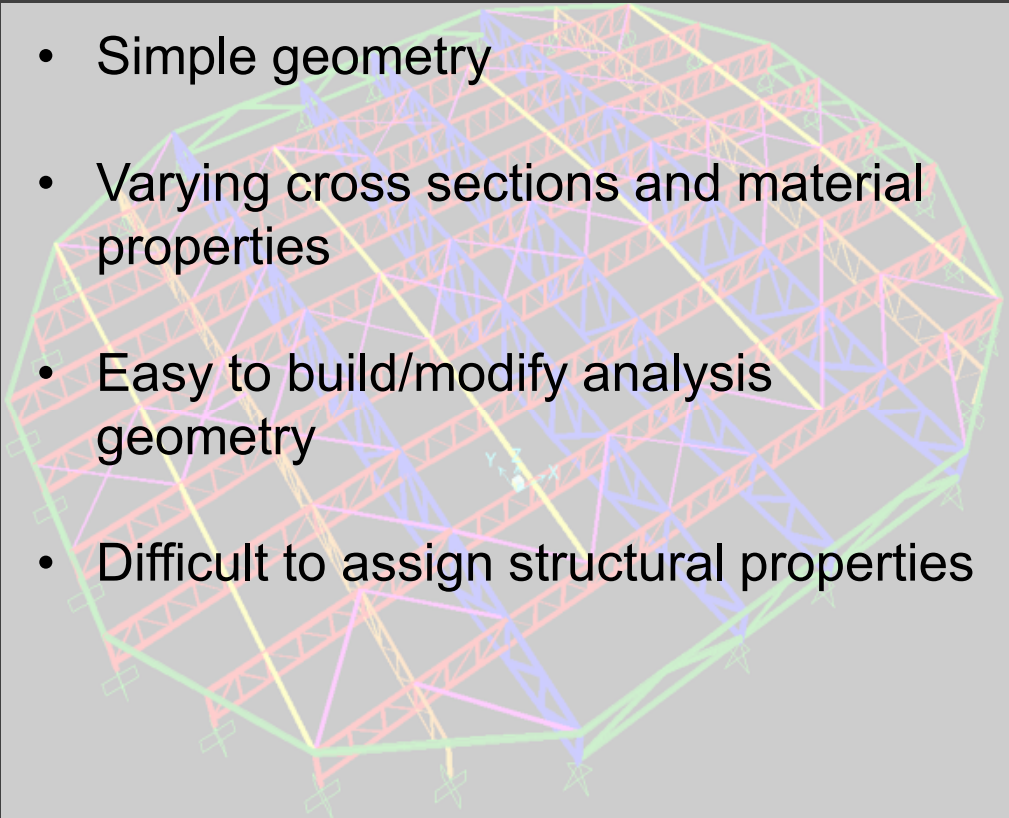 • Simple geometry
• Varying cross sections and material
properties
• Easy to build/modify analysis
geometry
Y Z X
• Difficult to assign structural properties